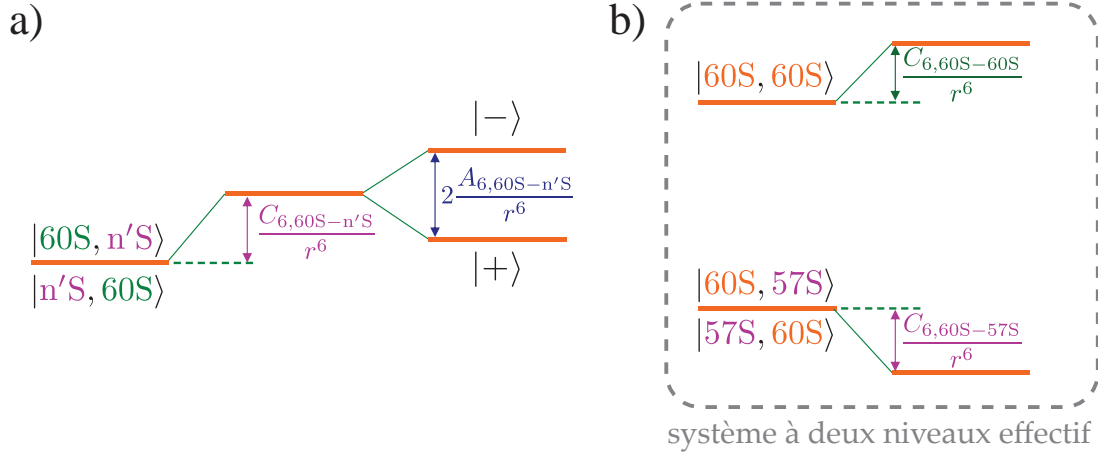 a)
|60S, n′S⟩
|n′S, 60S⟩
C6,60S−n′S
r6
|−⟩
2 A6,60S−n′S
r6
|+⟩
b)
|60S, 60S⟩
C6,60S−60S
r6
|60S, 57S⟩
|57S, 60S⟩
C6,60S−57S
r6
système à deux niveaux effectif